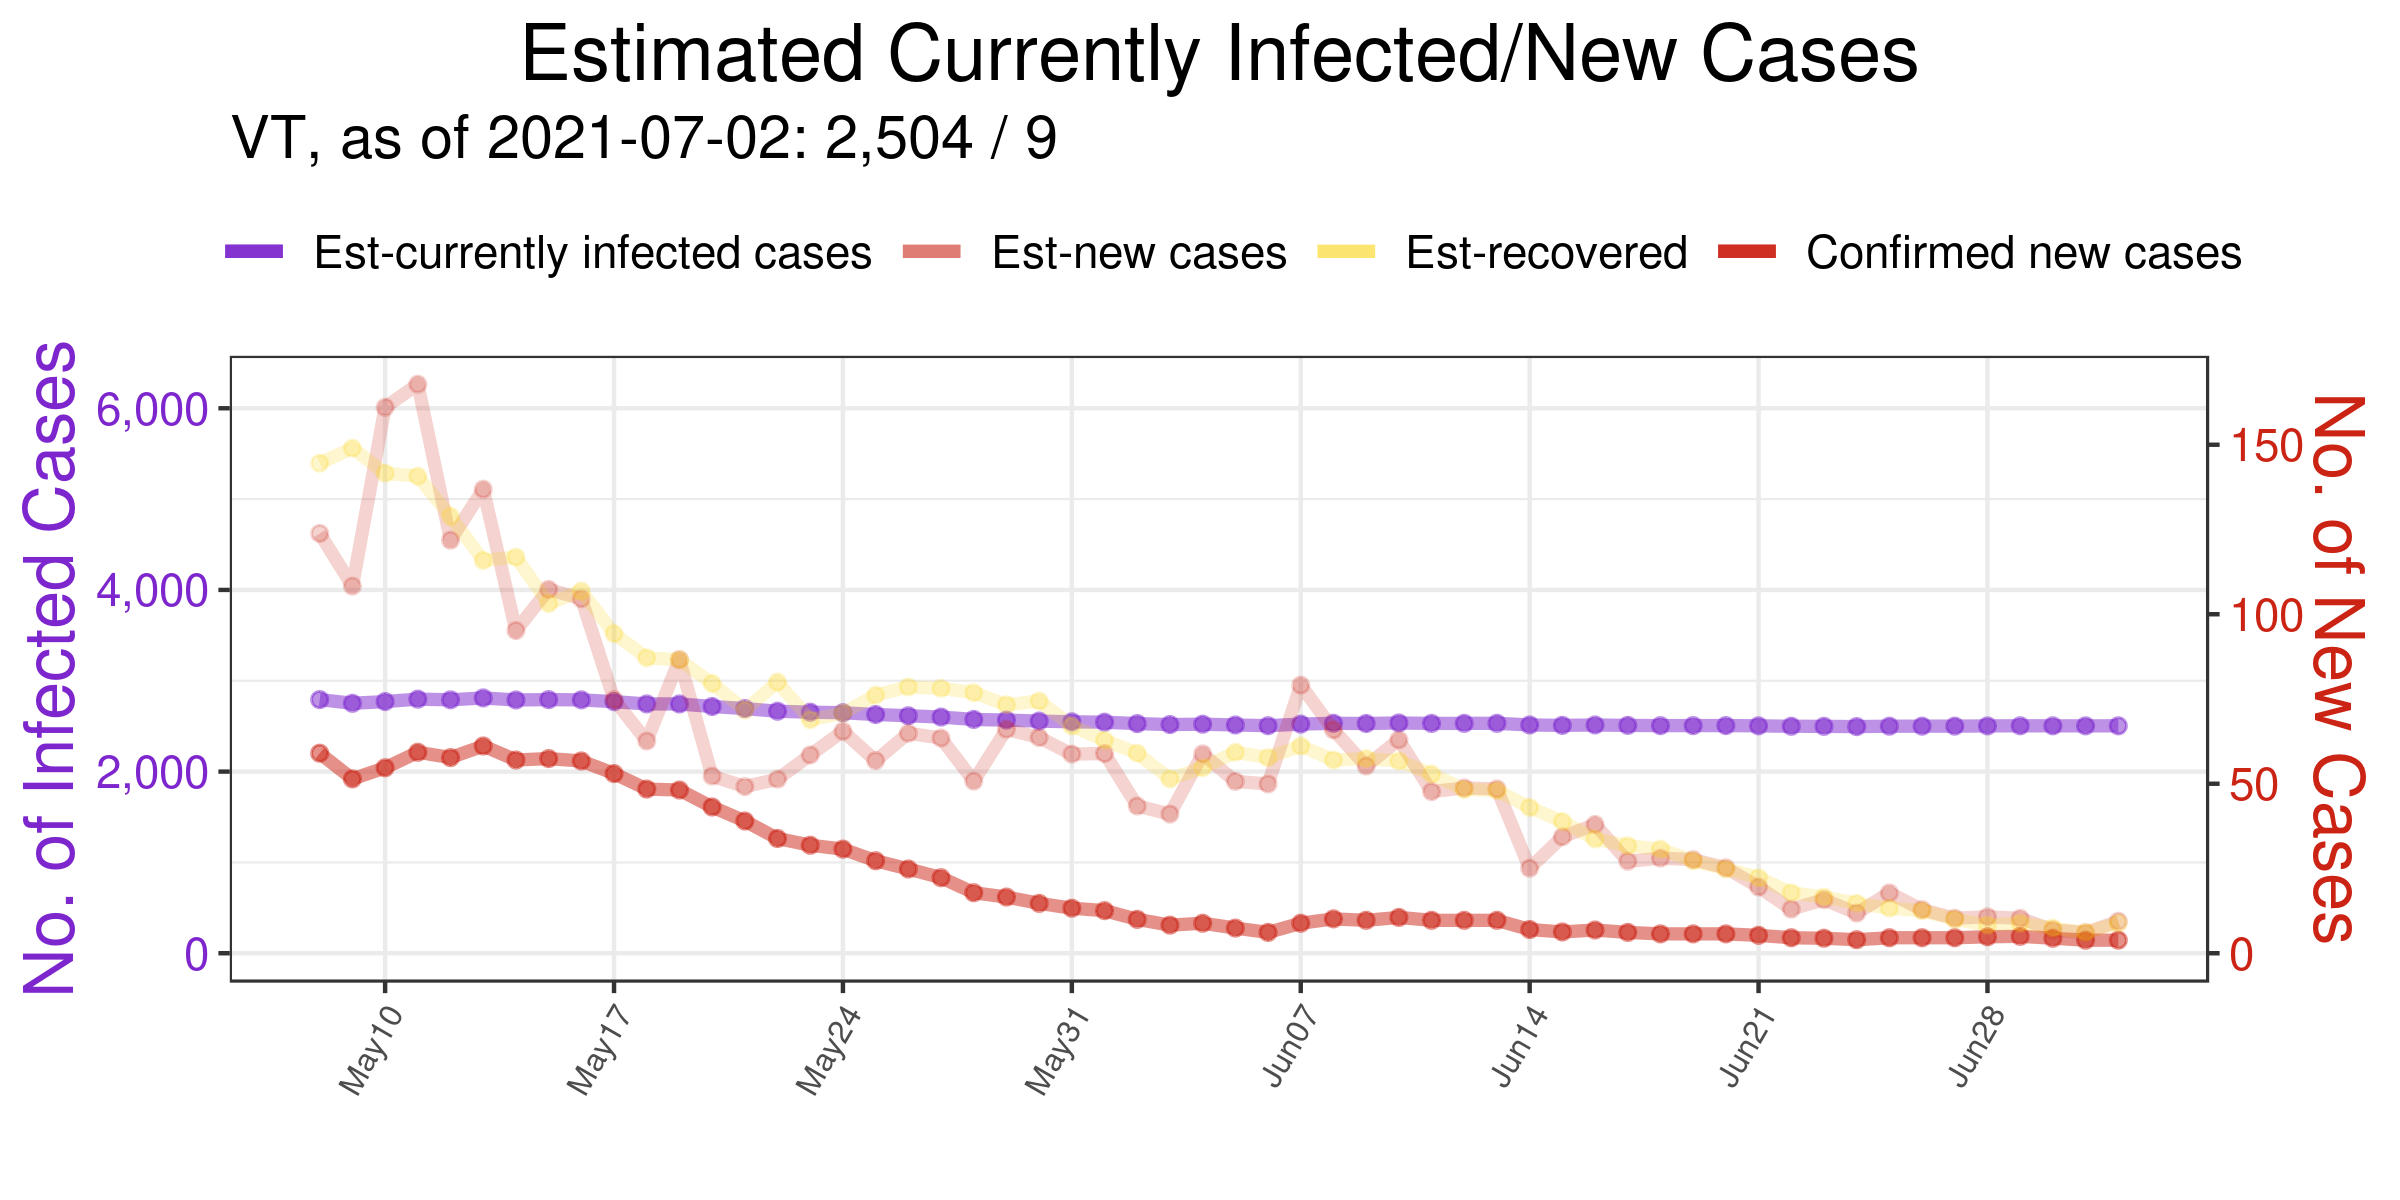 Estimated Currently Infected/New Cases
VT, as of 2021-07-02: 2,504 / 9
Est-currently infected cases Est-new cases Est-recovered Confirmed new cases
No. of Infected Cases
6,000
4,000
2,000
0
150
100
50
0
No. of New Cases
May10 May17 May24 May31 Jun07 Jun14 Jun21 Jun28